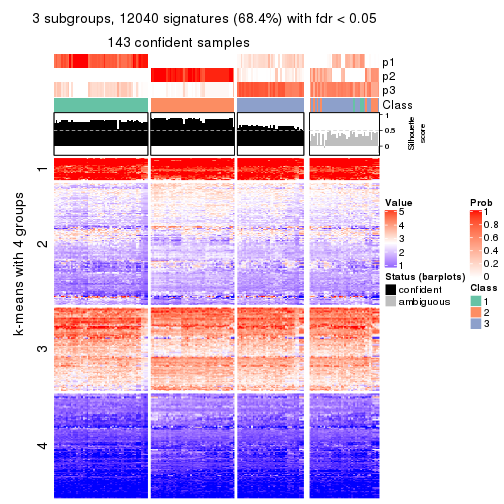 3 subgroups, 12040 signatures (68.4%) with fdr < 0.05
143 confident samples
p1
p2
p3
Class
1
0.5
0
Silhouette
score
k-means with 4 groups
1
2
3
4
Value
5
4
3
2
1
Status (barplots)
confident
ambiguous
Prob
1
0.8
0.6
0.4
0.2
0
Class
1
2
3